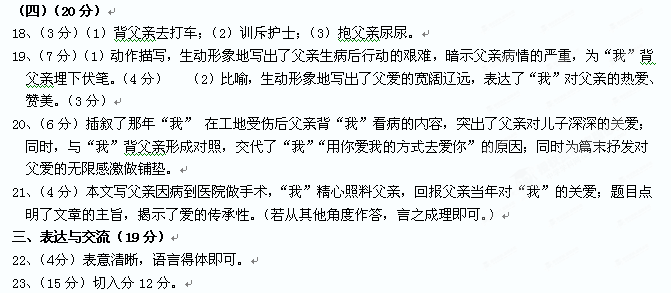 （四）（20 分）
18、（3 分）（1）背父亲去打车；（2）训斥护士；（3）抱父亲尿尿。
19、（7 分）（1）动作描写，生动形象地写出了父亲生病后行动的艰难，暗示父亲病情的严重，为“我”背
父亲埋下伏笔。（4 分）　（2）比喻，生动形象地写出了父爱的宽阔辽远，表达了“我”对父亲的热爱、
赞美。（3 分）
20、（6 分）插叙了那年“我” 在工地受伤后父亲背“我”看病的内容，突出了父亲对儿子深深的关爱；
同时，与“我”背父亲形成对照，交代了“我”“用你爱我的方式去爱你”的原因；同时为篇末抒发对
父爱的无限感激做铺垫。
21、（4 分）本文写父亲因病到医院做手术，“我”精心照料父亲，回报父亲当年对“我”的关爱；题目点
明了文章的主旨，揭示了爱的传承性。（若从其他角度作答，言之成理即可。）
三、表达与交流（19 分）
22、（4分）表意清晰，语言得体即可。
23、（15 分）切入分 12 分。